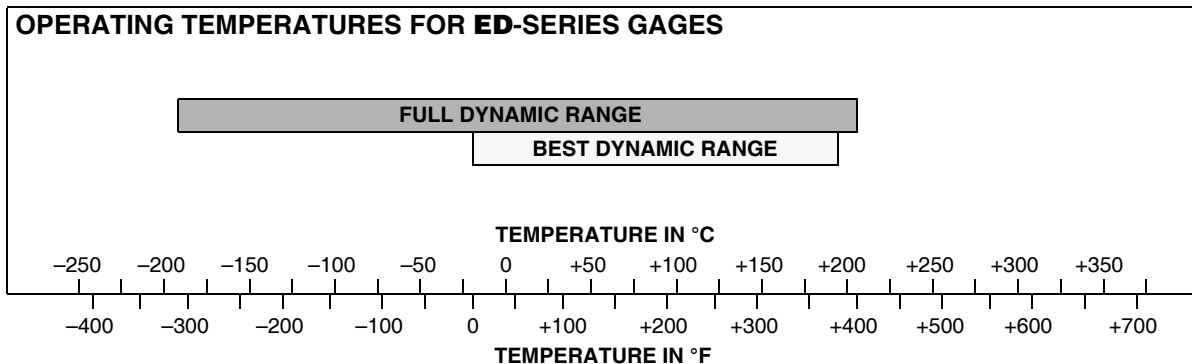 OPERATING TEMPERATURES FOR ED-SERIES GAGES
FULL DYNAMIC RANGE
BEST DYNAMIC RANGE
TEMPERATURE IN °C
–250 –200 –150 –100 –50 0 +50 +100 +150 +200 +250 +300 +350
–400 –300 –200 –100 0 +100 +200 +300 +400 +500 +600 +700
TEMPERATURE IN °F